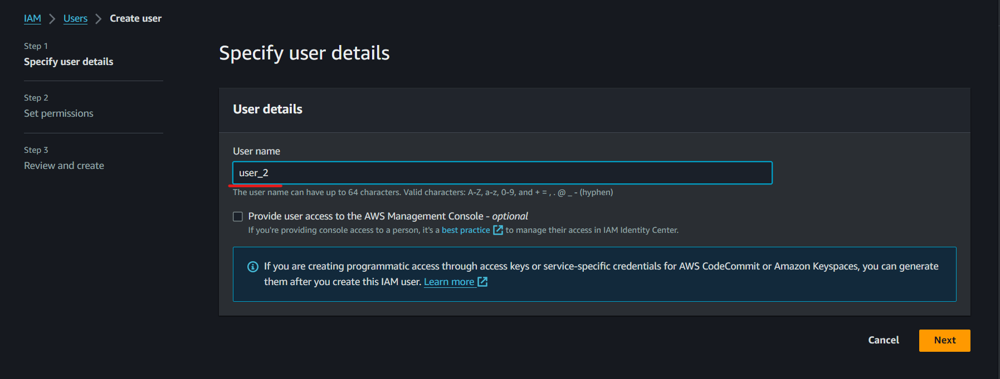 IAM > Users > Create user
Step 1
Specify user details
Step 2
Set permissions
Step 3
Review and create
Specify user details
User details
User name
user_2
The user name can have up to 64 characters. Valid characters: A-Z, a-z, 0-9, and + = , . @ _ - (hyphen)
Provide user access to the AWS Management Console - optional
If you're providing console access to a person, it's a best practice to manage their access in IAM Identity Center.
If you are creating programmatic access through access keys or service-specific credentials for AWS CodeCommit or Amazon Keyspaces, you can generate
them after you create this IAM user. Learn more
Cancel
Next